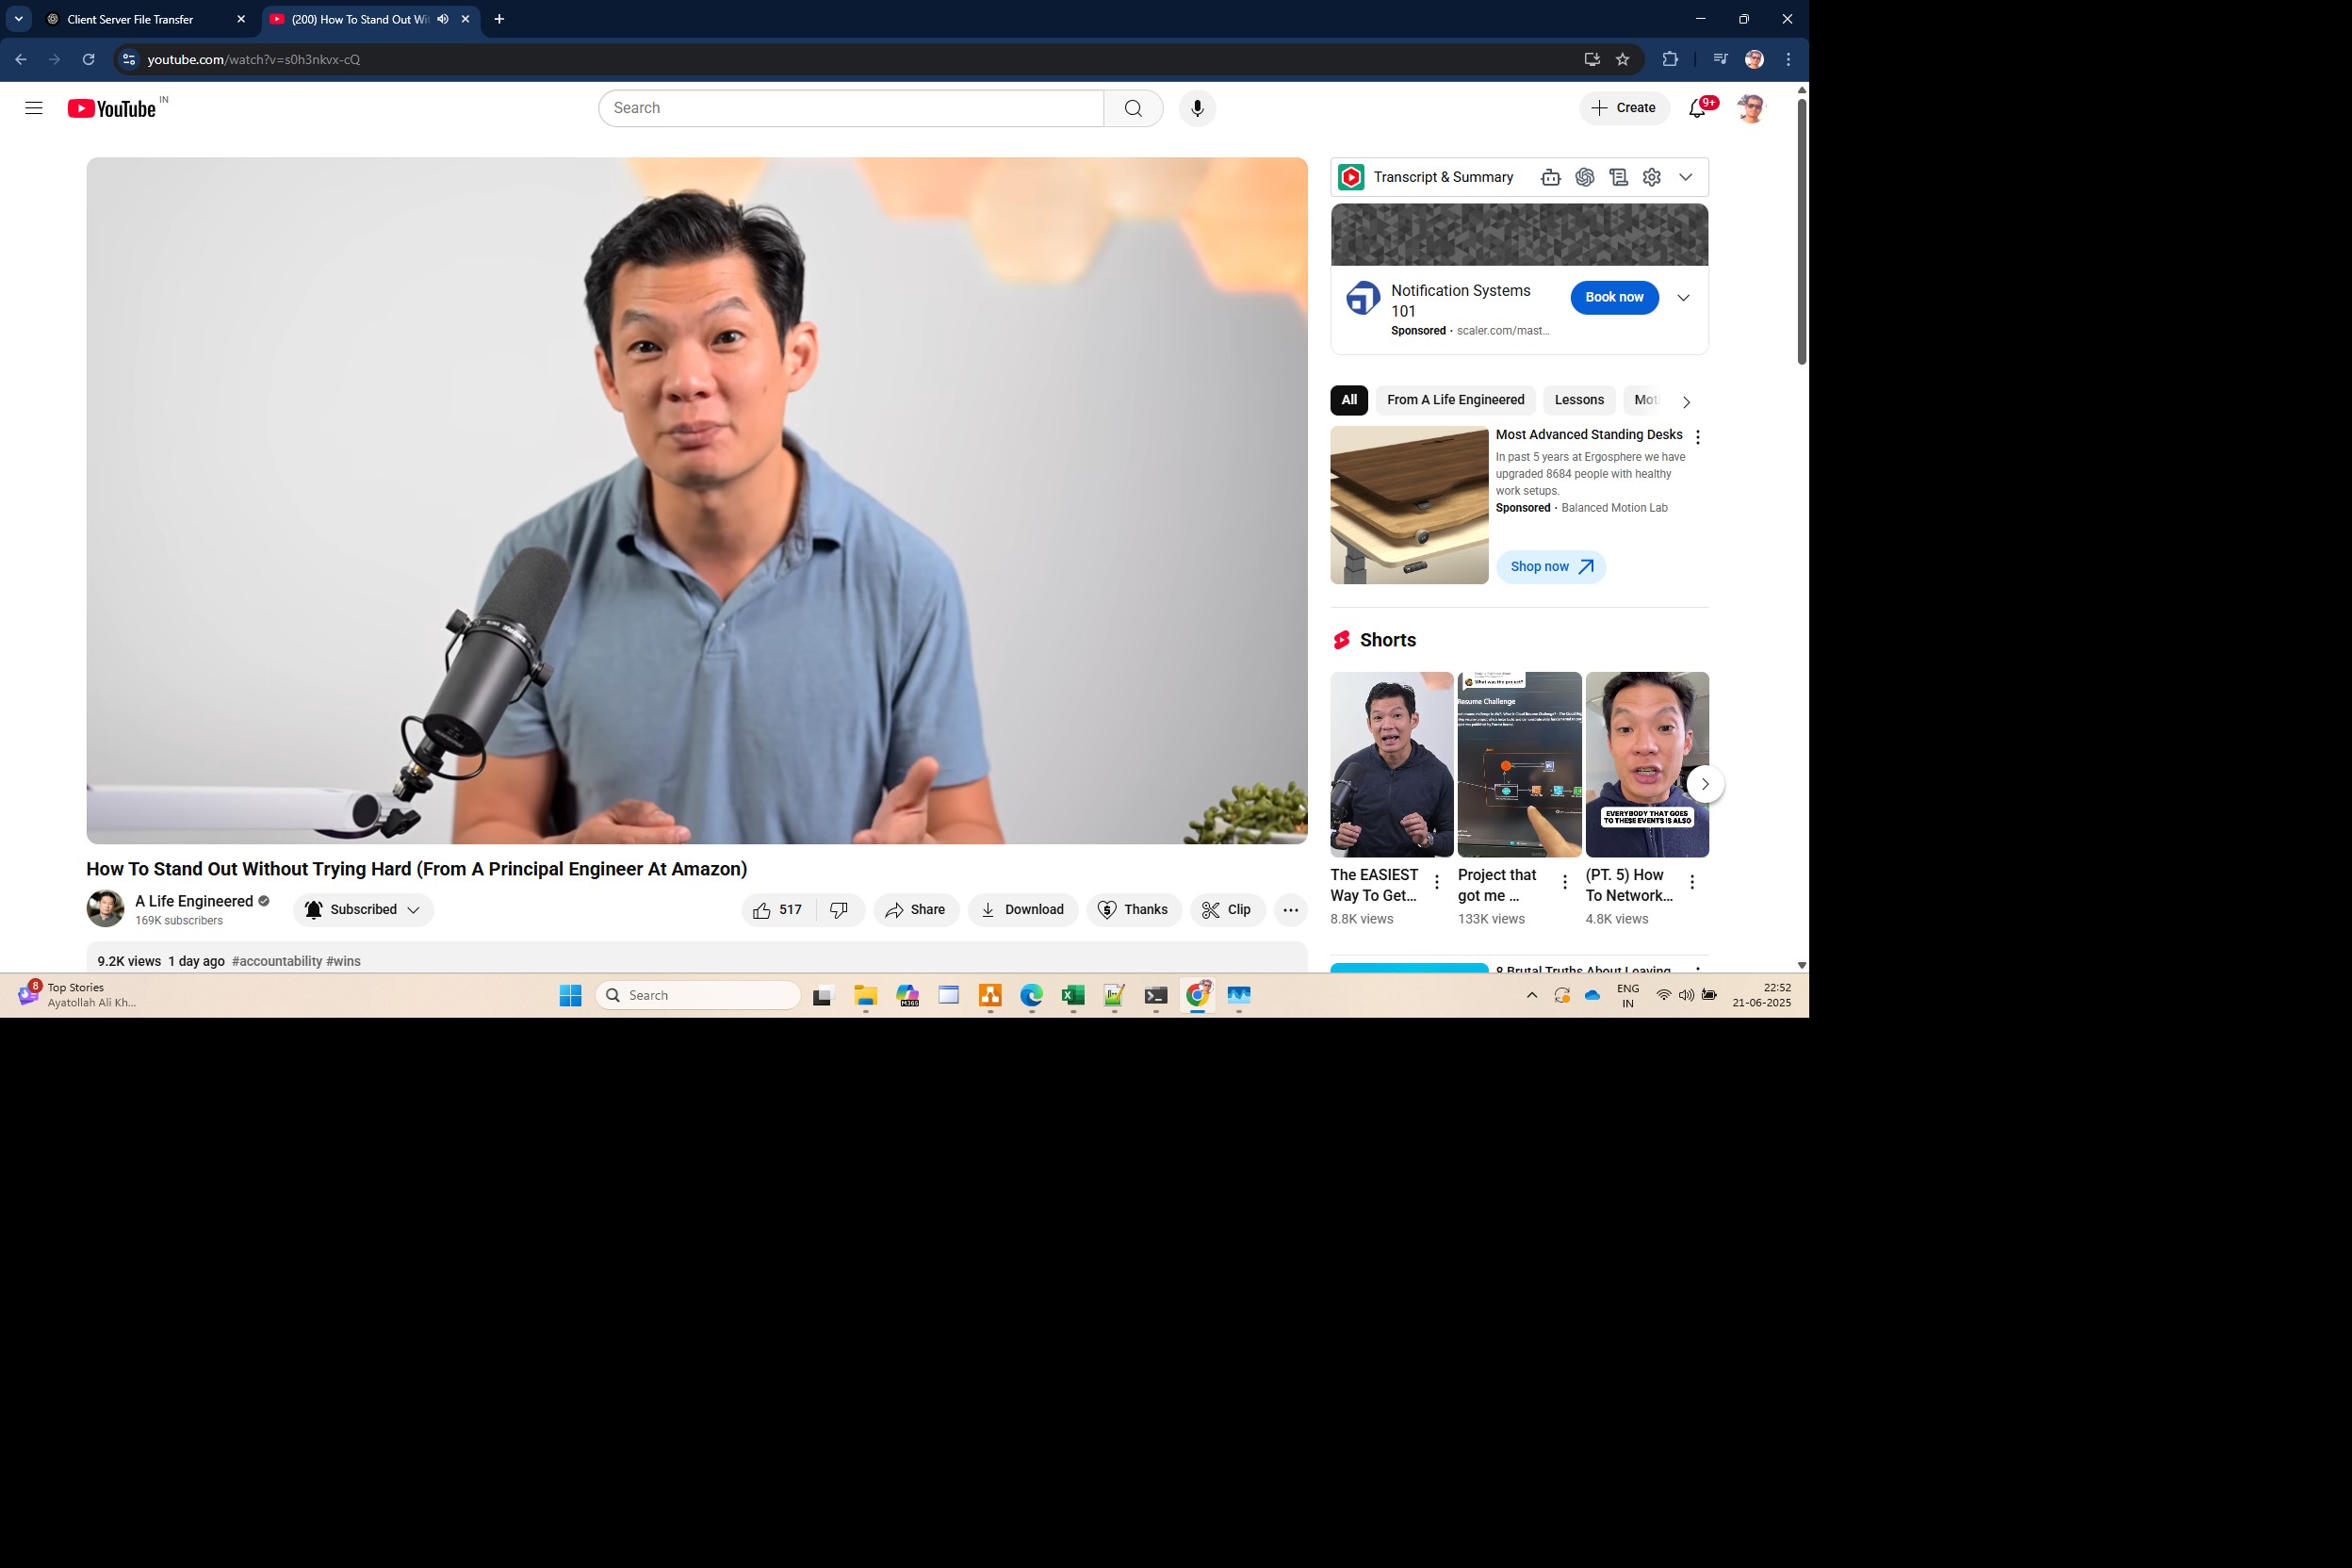 Client Server File Transfer
(200) How To Stand Out Wi
youtube.com/watch?v=s0h3nkvx-cQ
YouTube IN
Search
Create
9+
Transcript & Summary
Notification Systems
101
Sponsored · scaler.com/mast...
Book now
All
From A Life Engineered
Lessons
Mot
Most Advanced Standing Desks
In past 5 years at Ergosphere we have
upgraded 8684 people with healthy
work setups.
Sponsored · Balanced Motion Lab
Shop now
Shorts
What was the project?
Resume Challenge
EVERYBODY THAT GOES
TO THESE EVENTS IS ALSO
The EASIEST
Way To Get...
8.8K views
Project that
got me ...
133K views
(PT. 5) How
To Network...
4.8K views
8 Brutal Truths About Leaving
How To Stand Out Without Trying Hard (From A Principal Engineer At Amazon)
A Life Engineered
169K subscribers
Subscribed
517
Share
Download
Thanks
Clip
9.2K views 1 day ago #accountability #wins
8
Top Stories
Ayatollah Ali Kh...
Search
M365
ENG
IN
22:52
21-06-2025